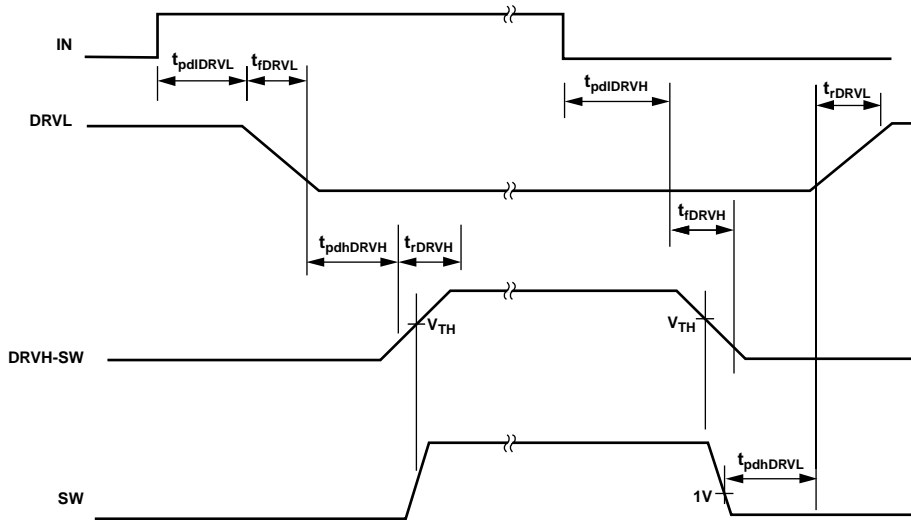 IN
tpdlDRVL
tfDRVL
tpdlDRVH
trDRVL
DRVL
tfDRVH
tpdhDRVH
trDRVH
VTH
VTH
DRVH-SW
tpdhDRVL
1V
SW